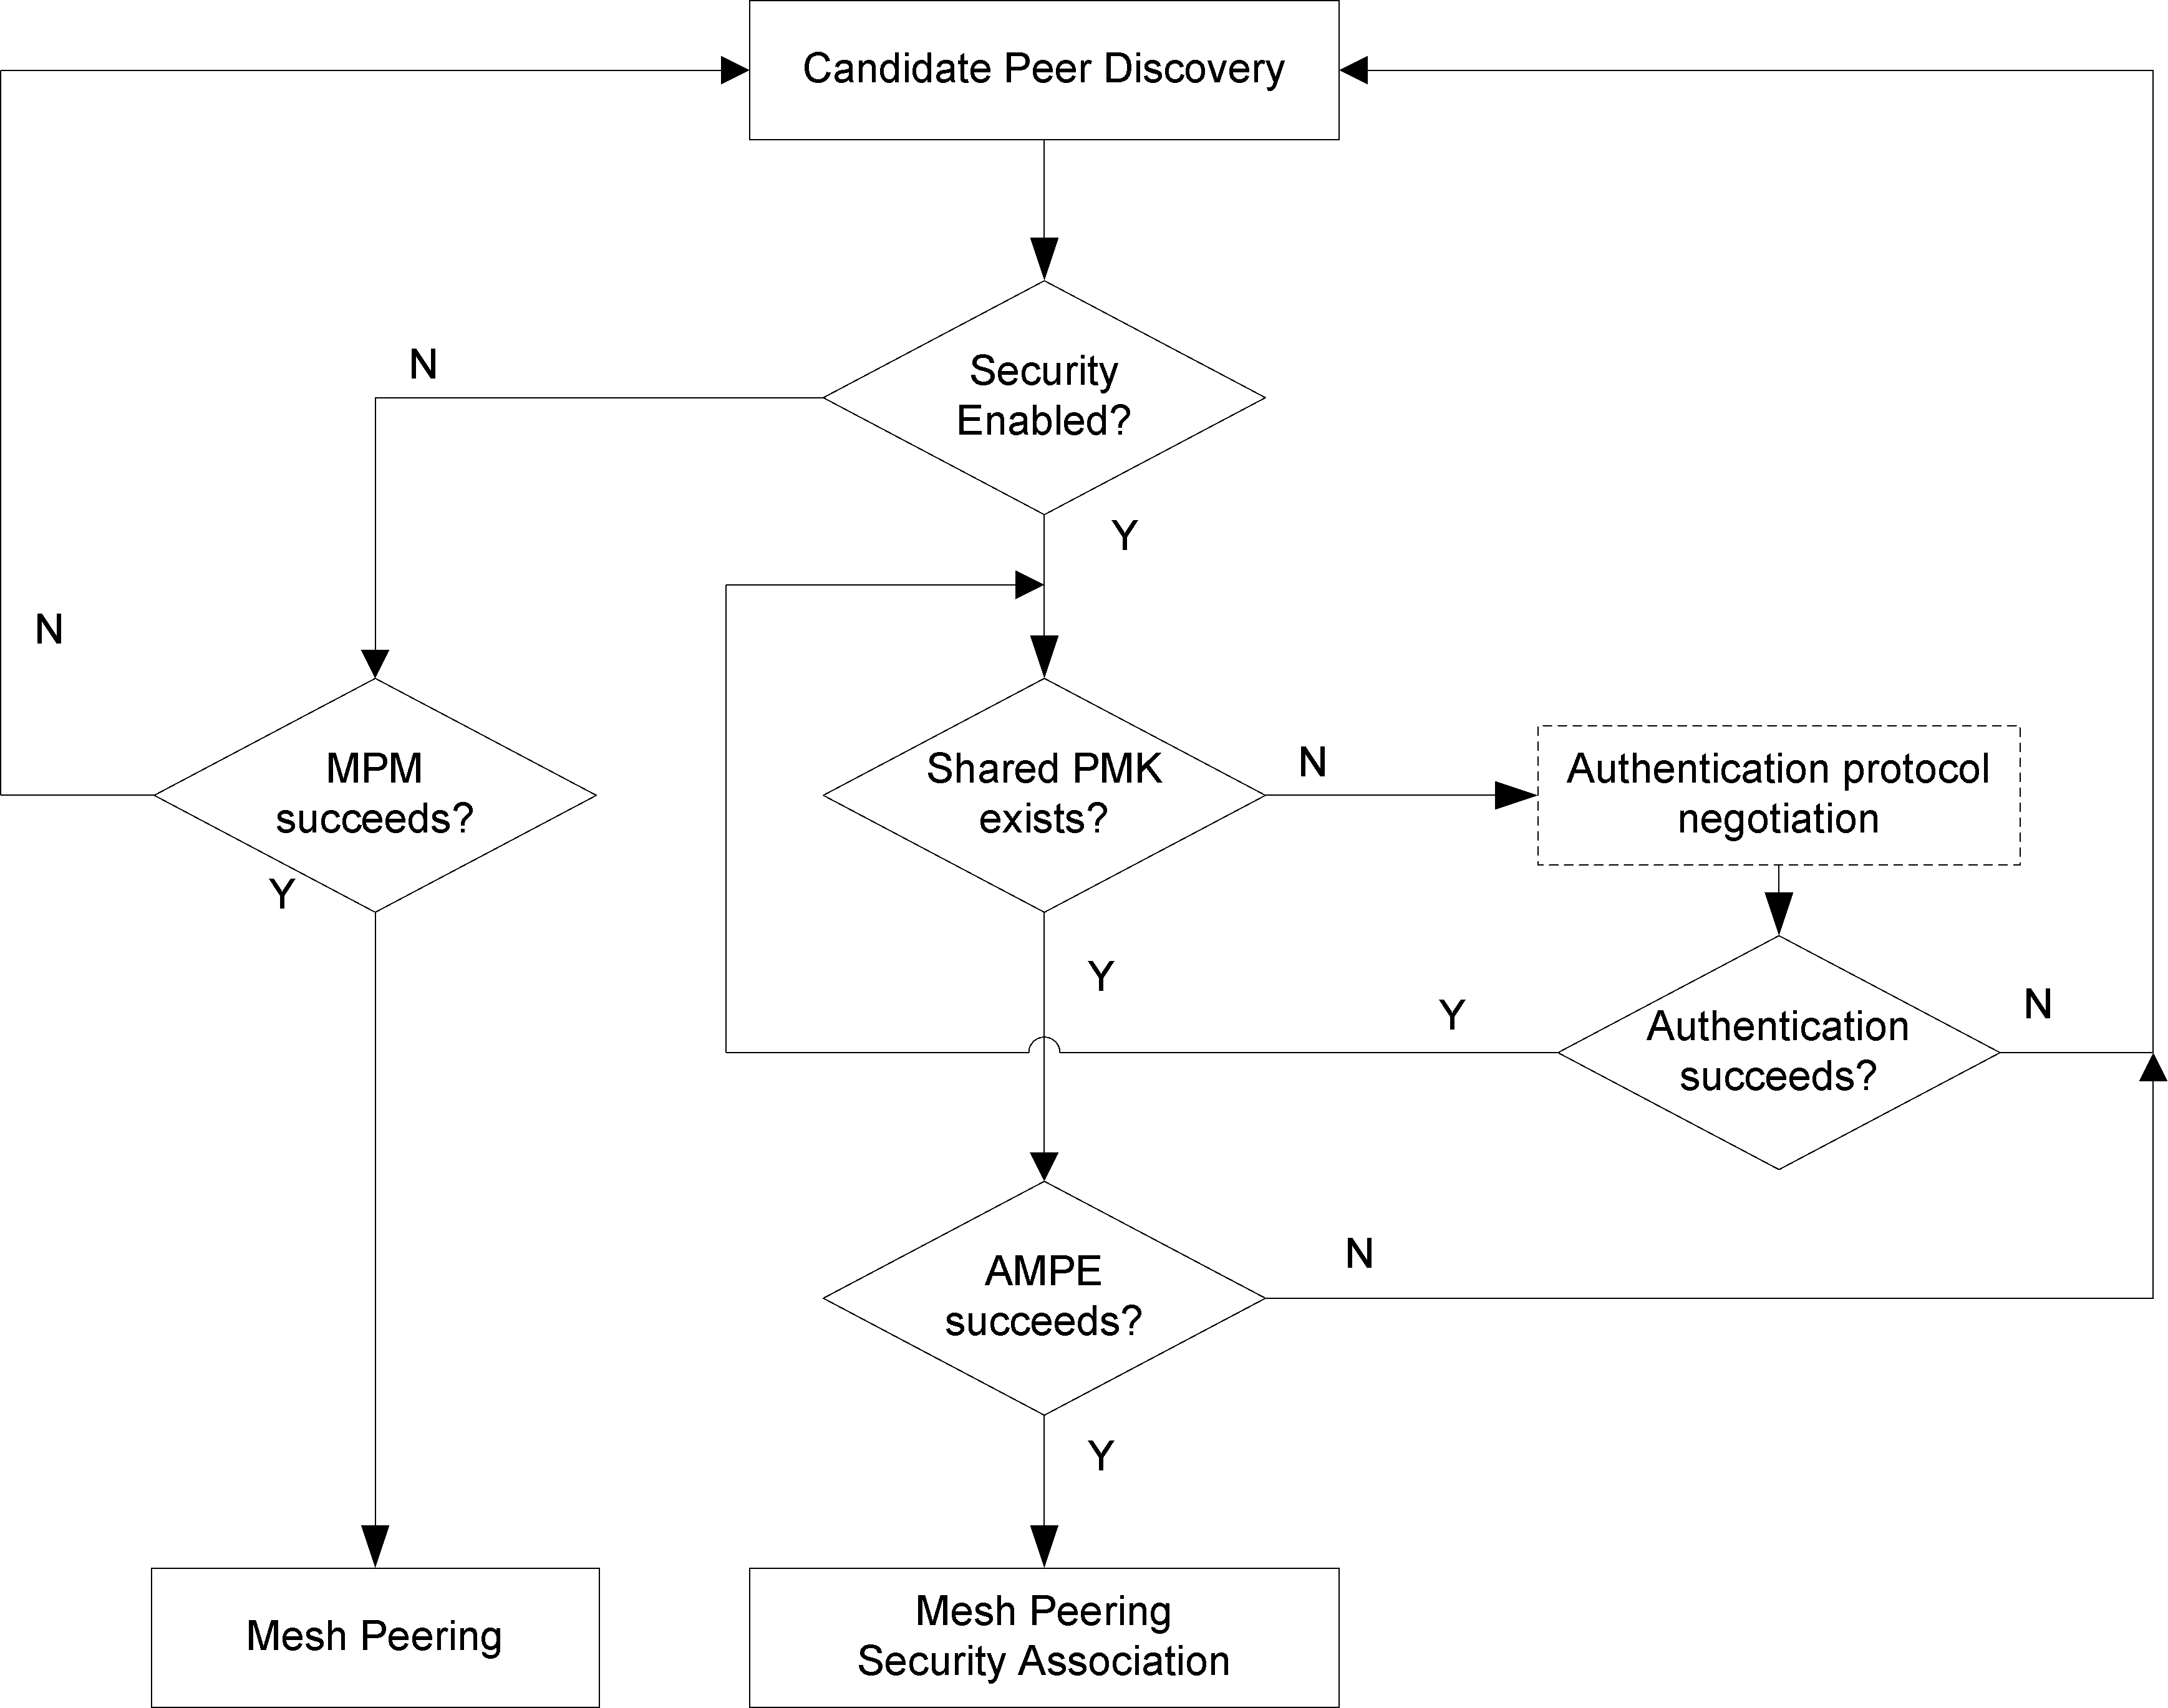 Candidate Peer Discovery
Security
Enabled?
N
Y
N
MPM
succeeds?
Y
Shared PMK
exists?
N
Authentication protocol
negotiation
Y
Y
Authentication
succeeds?
N
AMPE
succeeds?
N
Y
Mesh Peering
Mesh Peering
Security Association